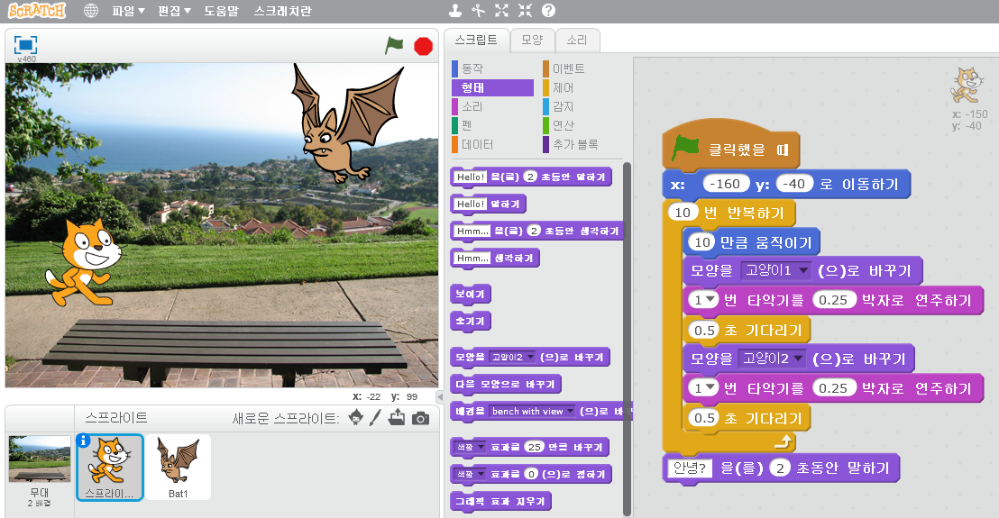 SCRATCH 파일▼ 편집▼ 도움말 스크래치란
v460
스크립트 모양 소리
동작 이벤트
형태 제어
소리 감지
펜 연산
데이터 추가 블록
Hello! 을(를) 2 초동안 말하기
Hello! 말하기
Hmm... 을(를) 2 초동안 생각하기
Hmm... 생각하기
보이기
숨기기
모양을 고양이2 (으)로 바꾸기
다음 모양으로 바꾸기
배경을 bench with view (으)로 바꾸
색깔 효과를 25 만큼 바꾸기
색깔 효과를 0 (으)로 정하기
그래픽 효과 지우기
x: -150
y: -40
클릭했을 때
x: -160 y: -40 로 이동하기
10 번 반복하기
10 만큼 움직이기
모양을 고양이1 (으)로 바꾸기
1 번 타악기를 0.25 박자로 연주하기
0.5 초 기다리기
모양을 고양이2 (으)로 바꾸기
1 번 타악기를 0.25 박자로 연주하기
0.5 초 기다리기
안녕? 을(를) 2 초동안 말하기
x: -22 y: 99
스프라이트 새로운 스프라이트:
무대
2 배경
스프라이...
Bat1